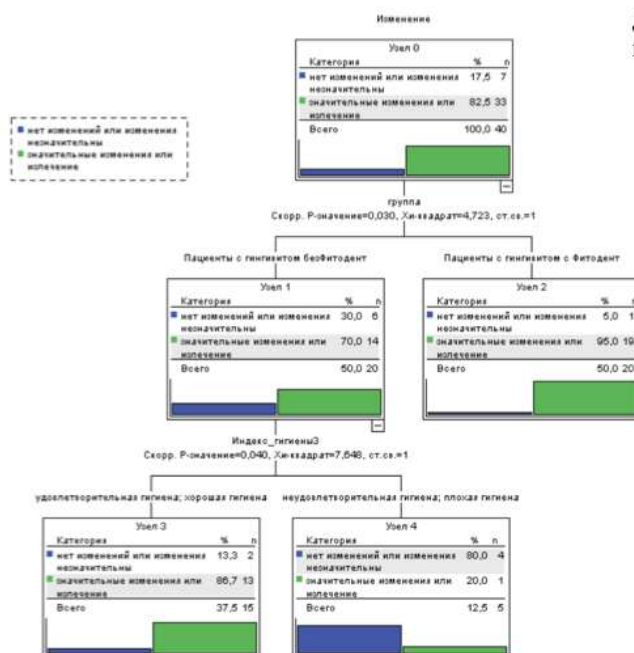 Изменение
Узел 0
Категория % n
нет изменений или изменения 17,5 7
незначительны
значительные изменения или 82,5 33
излечение
Всего 100,0 40
нет изменений или изменения
незначительны
значительные изменения или
излечение
группа
Скорр. P-значение=0,030, Хи-квадрат=4,723, ст.св.=1
Пациенты с гингивитом безФитодент
Пациенты с гингивитом с Фитодент
Узел 1
Категория % n
нет изменений или изменения 30,0 6
незначительны
значительные изменения или 70,0 14
излечение
Всего 50,0 20
Узел 2
Категория % n
нет изменений или изменения 5,0 1
незначительны
значительные изменения или 95,0 19
излечение
Всего 50,0 20
Индекс_гигиены3
Скорр. P-значение=0,040, Хи-квадрат=7,648, ст.св.=1
удовлетворительная гигиена; хорошая гигиена
неудовлетворительная гигиена; плохая гигиена
Узел 3
Категория % n
нет изменений или изменения 13,3 2
незначительны
значительные изменения или 86,7 13
излечение
Всего 37,5 15
Узел 4
Категория % n
нет изменений или изменения 80,0 4
незначительны
значительные изменения или 20,0 1
излечение
Всего 12,5 5